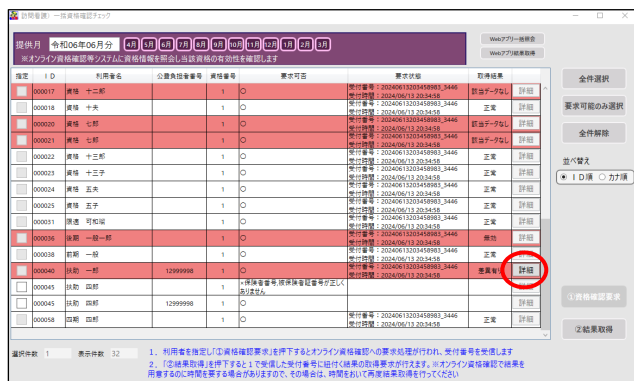 訪問看護) 一括資格確認チェック
提供月 令和06年06月分 4月 5月 6月 7月 8月 9月 10月 11月 12月 1月 2月 3月
※オンライン資格確認等システムに資格情報を照会し当該資格の有効性を確認します
Webアプリ一括照会
Webアプリ結果取得
指定 ID 利用者名 公費負担者番号 資格番号 要求可否 要求状態 取得結果
000017 資格 十二郎 1 ○ 受付番号：20240613203458983_3446 該当データなし 詳細
受付時間：2024/06/13 20:34:58
000018 資格 十夫 1 ○ 受付番号：20240613203458983_3446 正常 詳細
受付時間：2024/06/13 20:34:58
000020 資格 七郎 1 ○ 受付番号：20240613203458983_3446 該当データなし 詳細
受付時間：2024/06/13 20:34:58
000021 資格 七郎 1 ○ 受付番号：20240613203458983_3446 該当データなし 詳細
受付時間：2024/06/13 20:34:58
000022 資格 十三郎 1 ○ 受付番号：20240613203458983_3446 正常 詳細
受付時間：2024/06/13 20:34:58
000023 資格 十三子 1 ○ 受付番号：20240613203458983_3446 正常 詳細
受付時間：2024/06/13 20:34:58
000024 資格 五夫 1 ○ 受付番号：20240613203458983_3446 正常 詳細
受付時間：2024/06/13 20:34:58
000025 資格 五子 1 ○ 受付番号：20240613203458983_3446 正常 詳細
受付時間：2024/06/13 20:34:58
000031 限適 可和縦 1 ○ 受付番号：20240613203458983_3446 正常 詳細
受付時間：2024/06/13 20:34:58
000036 後期 一般一郎 1 ○ 受付番号：20240613203458983_3446 無効 詳細
受付時間：2024/06/13 20:34:58
000038 前期 一般 1 ○ 受付番号：20240613203458983_3446 正常 詳細
受付時間：2024/06/13 20:34:58
000040 扶助 一郎 12999998 1 ○ 受付番号：20240613203458983_3446 差異有り 詳細
受付時間：2024/06/13 20:34:58
000045 扶助 四郎 1 ×保険者番号,被保険者証番号が正しくありません 詳細
000045 扶助 四郎 12999998 1 ○ 詳細
000058 四期 四郎 1 ○ 受付番号：20240613203458983_3446 正常 詳細
受付時間：2024/06/13 20:34:58
全件選択
要求可能のみ選択
全件解除
並べ替え
ID順 カナ順
①資格確認要求
②結果取得
選択件数 1 表示件数 32
１．利用者を指定し「①資格確認要求」を押下するとオンライン資格確認への要求処理が行われ、受付番号を受信します
２．「②結果取得」を押下すると１で受信した受付番号に紐付く結果の取得要求が行えます。※オンライン資格確認で結果を
用意するのに時間を要する場合がありますので、その場合は、時間をおいて再度結果取得を行ってください